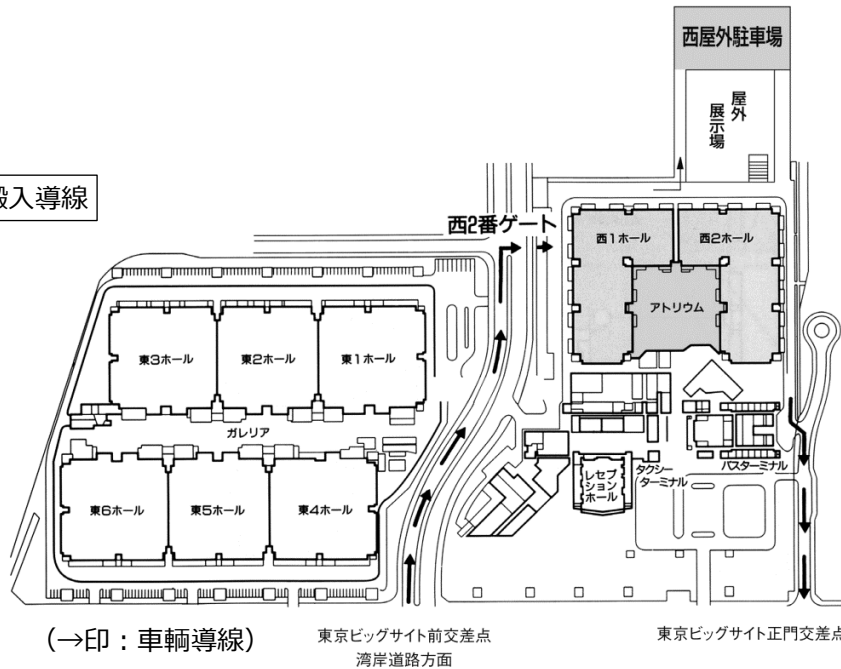 西屋外駐車場
屋外
展示場
搬入導線
西2番ゲート
西1ホール
西2ホール
アトリウム
東3ホール
東2ホール
東1ホール
ガレリア
東6ホール
東5ホール
東4ホール
レセプ
ション
ホール
タクシー
ターミナル
バスターミナル
(→印：車輌導線)
東京ビッグサイト前交差点
湾岸道路方面
東京ビッグサイト正門交差点